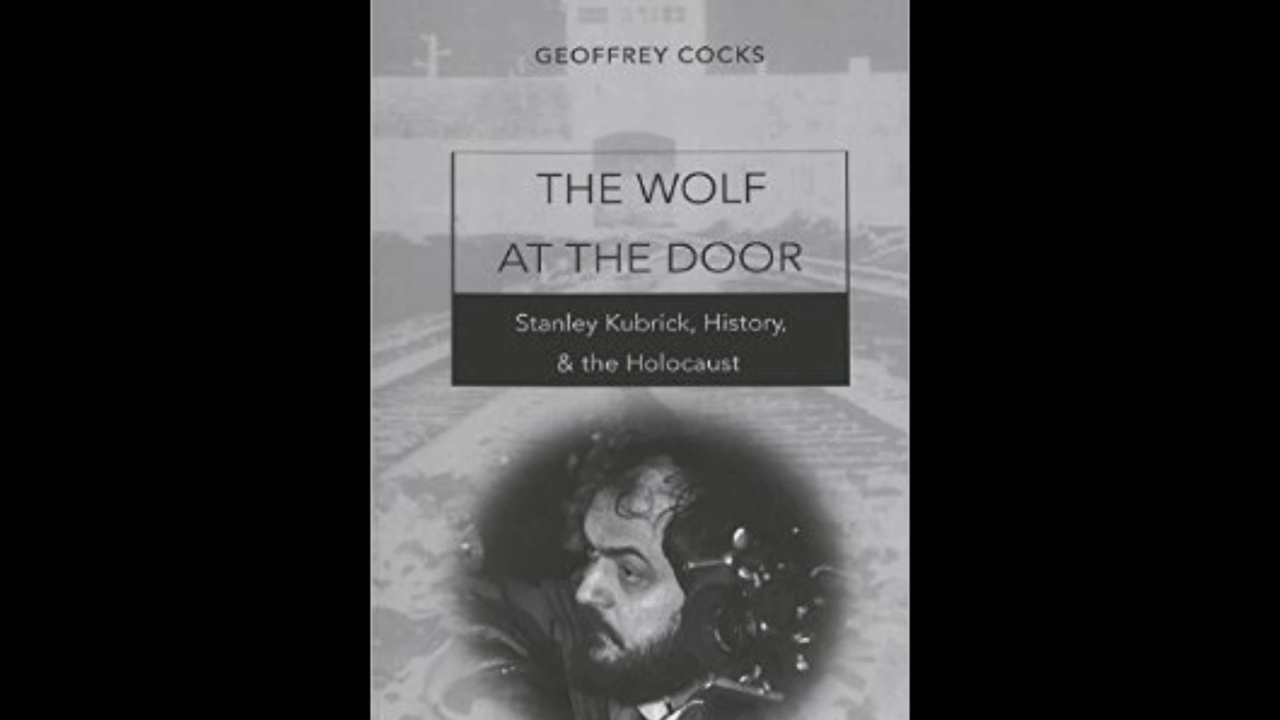 GEOFFREY COCKS
THE WOLF
AT THE DOOR
Stanley Kubrick, History,
& the Holocaust